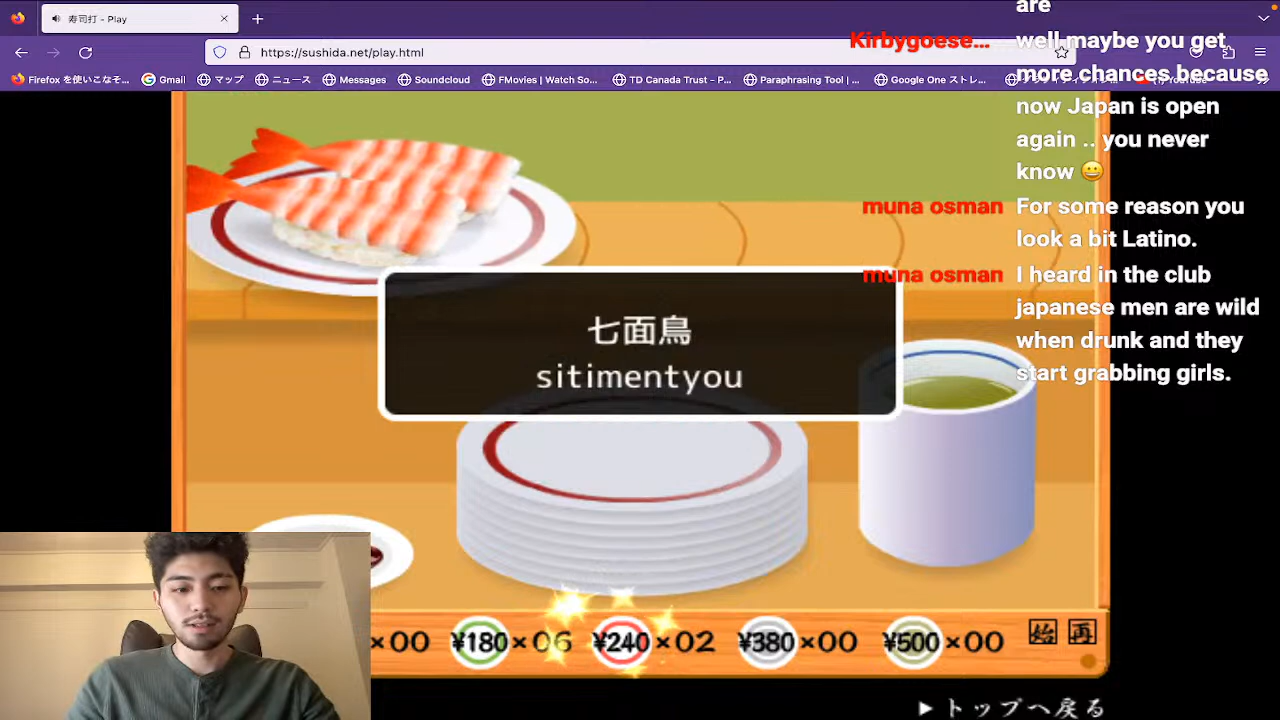 寿司打 - Play
https://sushida.net/play.html
Firefox を使いこなそ...
Gmail
マップ
ニュース
Messages
Soundcloud
FMovies | Watch So...
TD Canada Trust - P...
Paraphrasing Tool | ...
Google One ストレ...
are
Kirbygoese… well maybe you get
more chances because
now Japan is open
again .. you never
know 😀
muna osman For some reason you
look a bit Latino.
muna osman I heard in the club
japanese men are wild
when drunk and they
start grabbing girls.
七面鳥
sitimentyou
×00 ¥180×06 ¥240×02 ¥380×00 ¥500×00 始 再
▶トップへ戻る